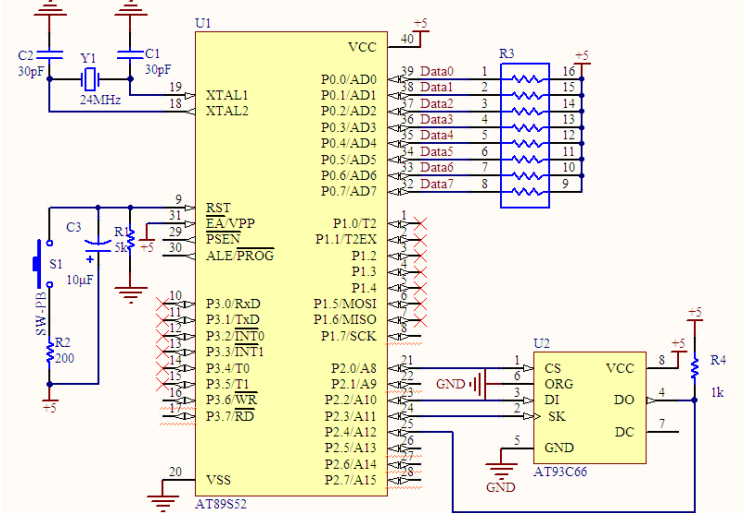 U1
+5
C2
30pF
Y1
24MHz
C1
30pF
VCC 40
R3
+5
19 XTAL1
18 XTAL2
P0.0/AD0 39 Data0 1 16
P0.1/AD1 38 Data1 2 15
P0.2/AD2 37 Data2 3 14
P0.3/AD3 36 Data3 4 13
P0.4/AD4 35 Data4 5 12
P0.5/AD5 34 Data5 6 11
P0.6/AD6 33 Data6 7 10
P0.7/AD7 32 Data7 8 9
9 RST
31 EA/VPP
29 PSEN
30 ALE/PROG
C3
10µF
R1
5k
+5
S1
SW-PB
R2
200
+5
1 P1.0/T2
P1.1/T2EX
P1.2
P1.3
P1.4
P1.5/MOSI 6
P1.6/MISO 7
P1.7/SCK 8
10 P3.0/RxD
11 P3.1/TxD
12 P3.2/INT0
13 P3.3/INT1
14 P3.4/T0
15 P3.5/T1
16 P3.6/WR
17 P3.7/RD
P2.0/A8 21
P2.1/A9 22
P2.2/A10 23
P2.3/A11 24
P2.4/A12 25
P2.5/A13 26
P2.6/A14 27
P2.7/A15 28
20 VSS
AT89S52
U2
1 CS
6 ORG
3 DI
2 SK
5 GND
VCC 8
DO 4
DC 7
AT93C66
GND
GND
+5
+5
R4
1k